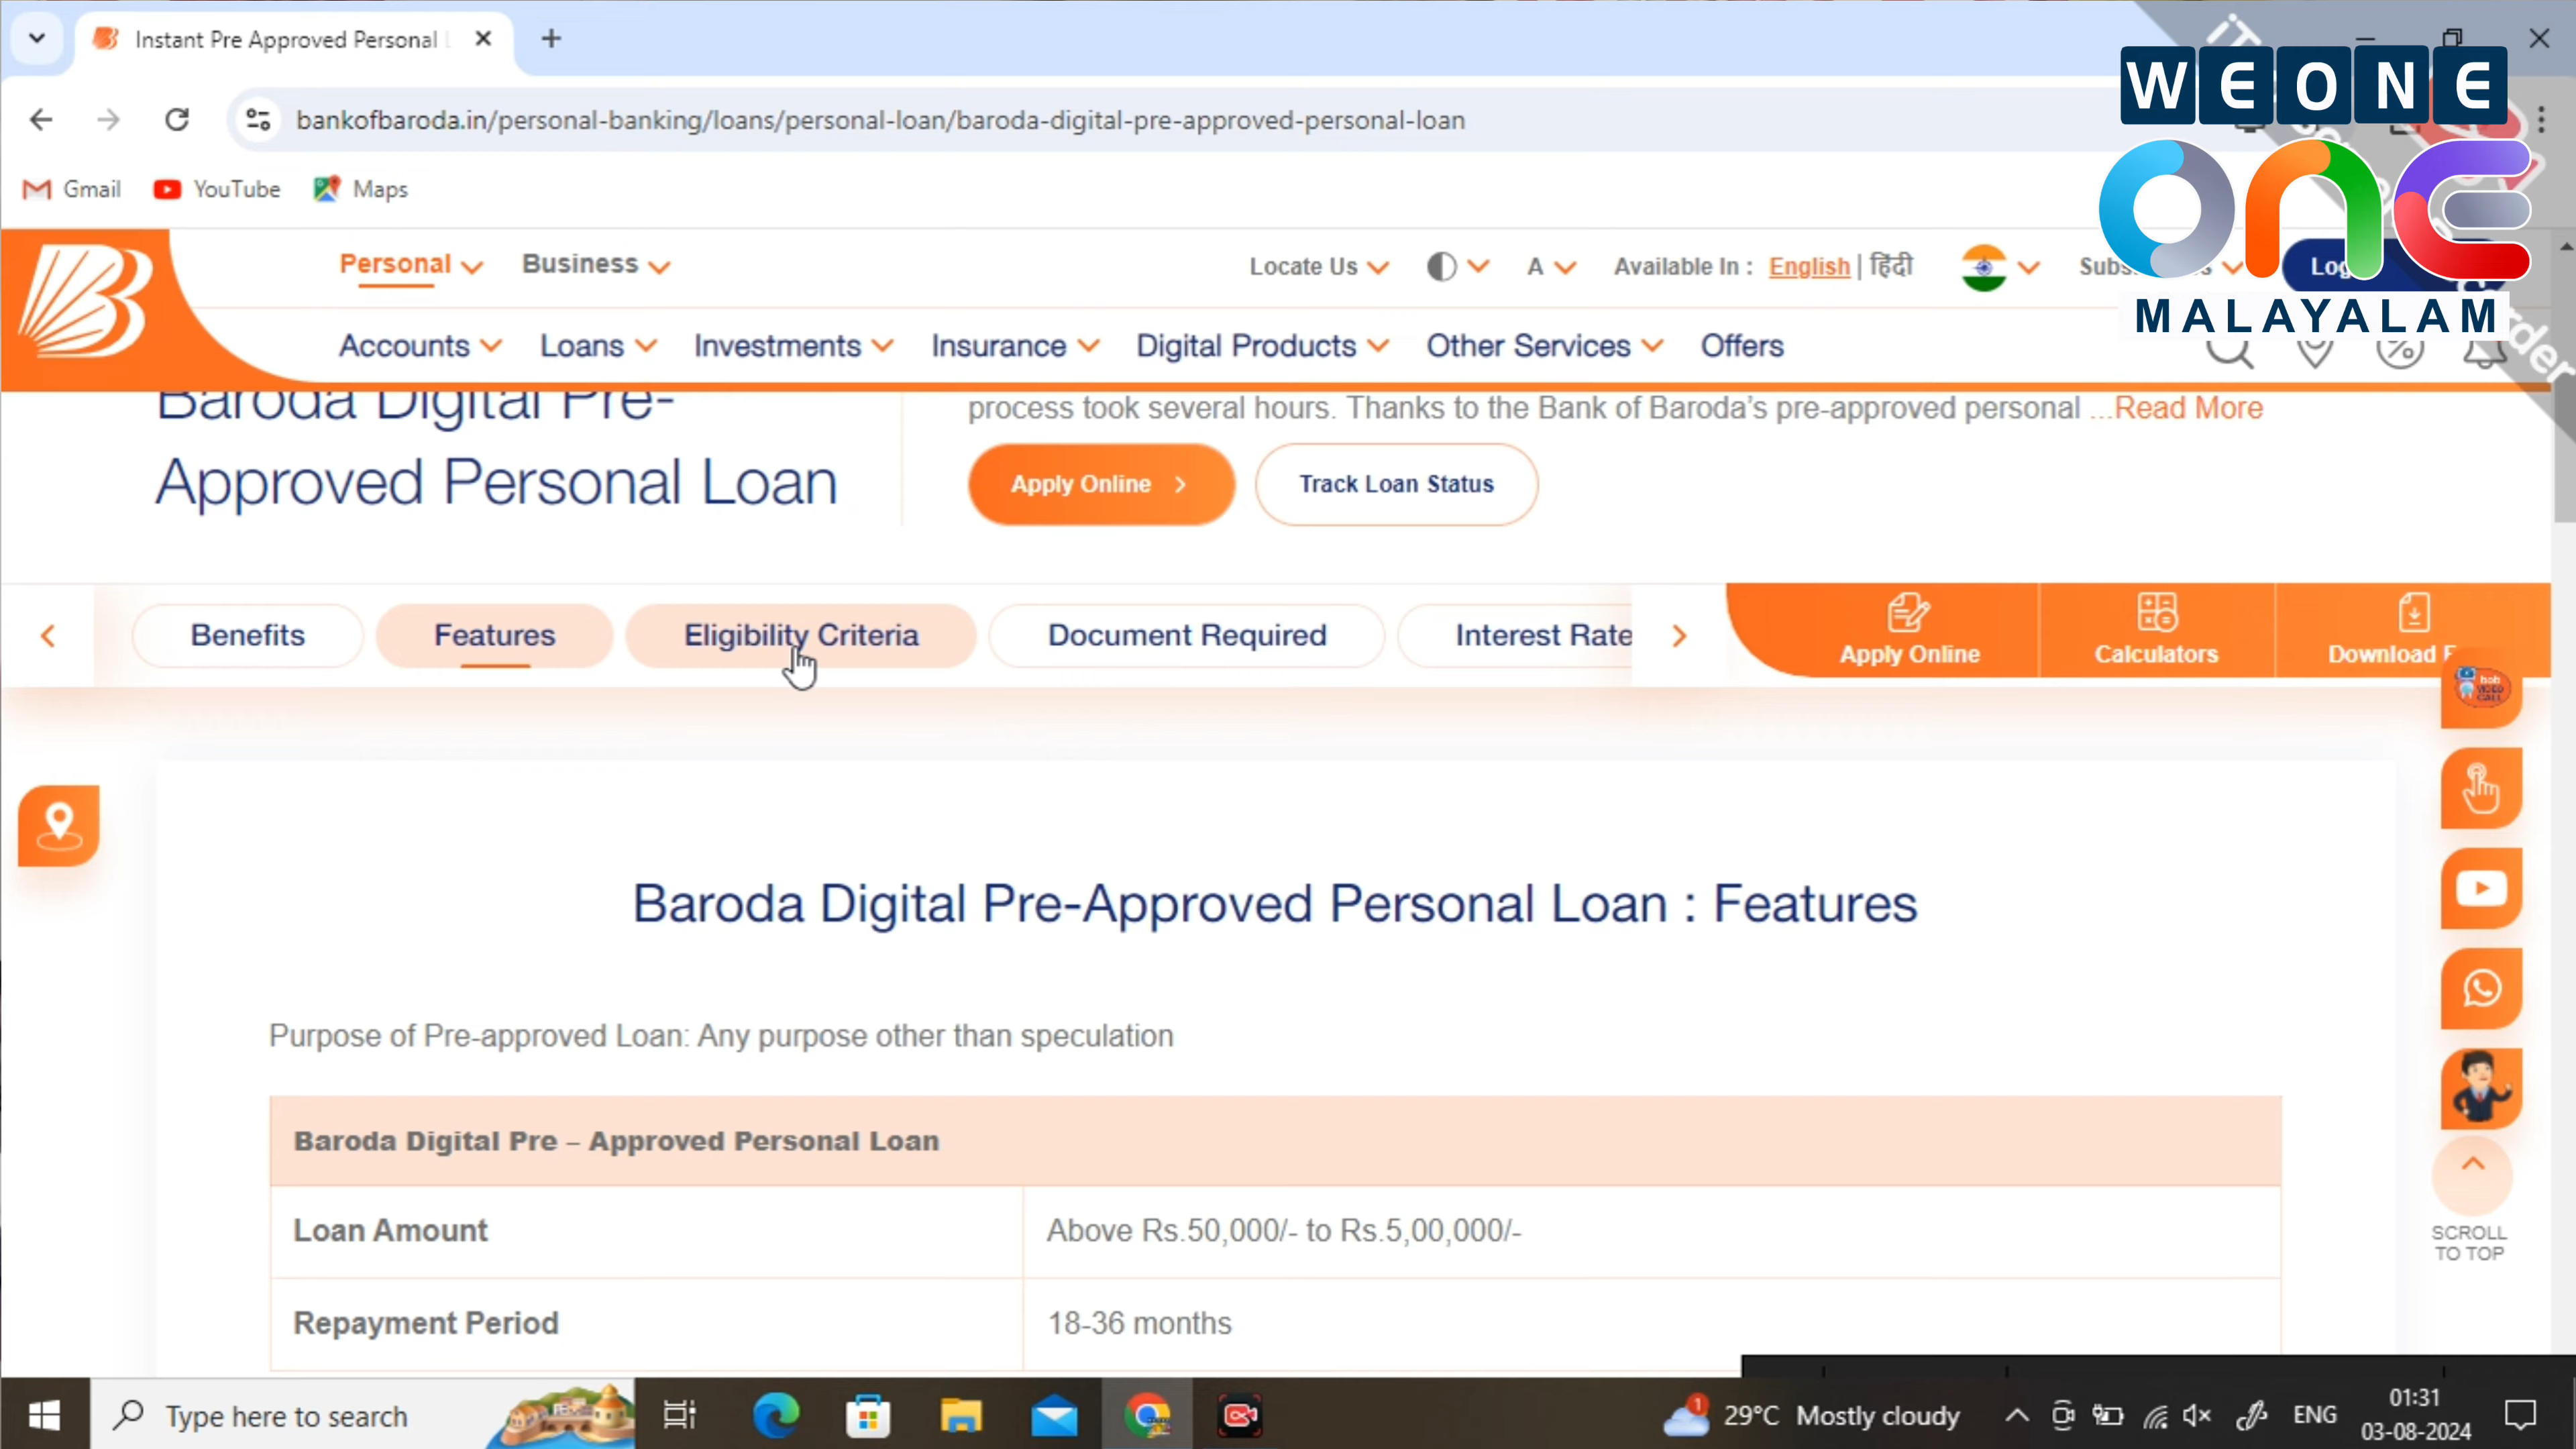 Instant Pre Approved Personal
bankofbaroda.in/personal-banking/loans/personal-loan/baroda-digital-pre-approved-personal-loan
Gmail YouTube Maps
WEONE
ONE
MALAYALAM
Personal Business Locate Us A Available In : English | हिंदी
Accounts Loans Investments Insurance Digital Products Other Services Offers
Baroda Digital Pre-
Approved Personal Loan
process took several hours. Thanks to the Bank of Baroda's pre-approved personal ...Read More
Apply Online Track Loan Status
Benefits Features Eligibility Criteria Document Required Interest Rate
Apply Online Calculators Download
bob
VIDEO
CALL
Baroda Digital Pre-Approved Personal Loan : Features
Purpose of Pre-approved Loan: Any purpose other than speculation
Baroda Digital Pre – Approved Personal Loan
Loan Amount Above Rs.50,000/- to Rs.5,00,000/-
Repayment Period 18-36 months
SCROLL
TO TOP
Type here to search
1
29°C Mostly cloudy
ENG
01:31
03-08-2024